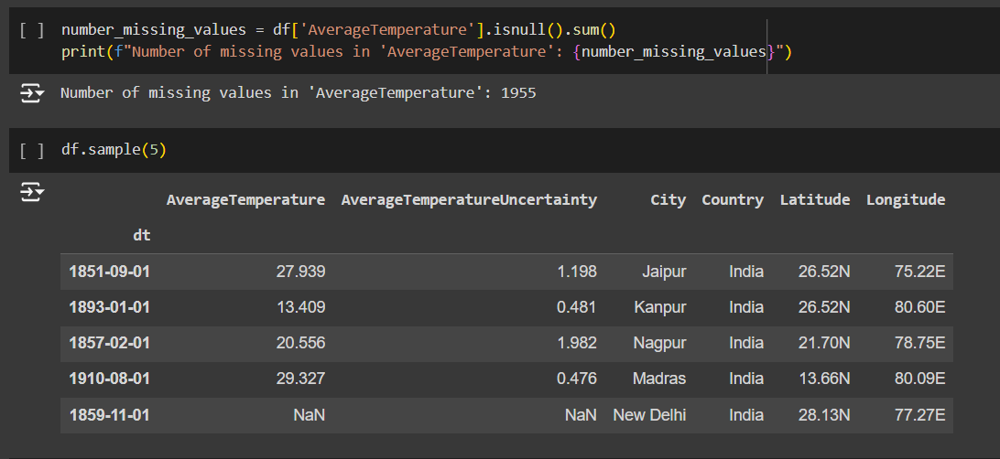 [ ] number_missing_values = df['AverageTemperature'].isnull().sum()
print(f"Number of missing values in 'AverageTemperature': {number_missing_values}")
Number of missing values in 'AverageTemperature': 1955
[ ] df.sample(5)
AverageTemperature AverageTemperatureUncertainty City Country Latitude Longitude
dt
1851-09-01 27.939 1.198 Jaipur India 26.52N 75.22E
1893-01-01 13.409 0.481 Kanpur India 26.52N 80.60E
1857-02-01 20.556 1.982 Nagpur India 21.70N 78.75E
1910-08-01 29.327 0.476 Madras India 13.66N 80.09E
1859-11-01 NaN NaN New Delhi India 28.13N 77.27E